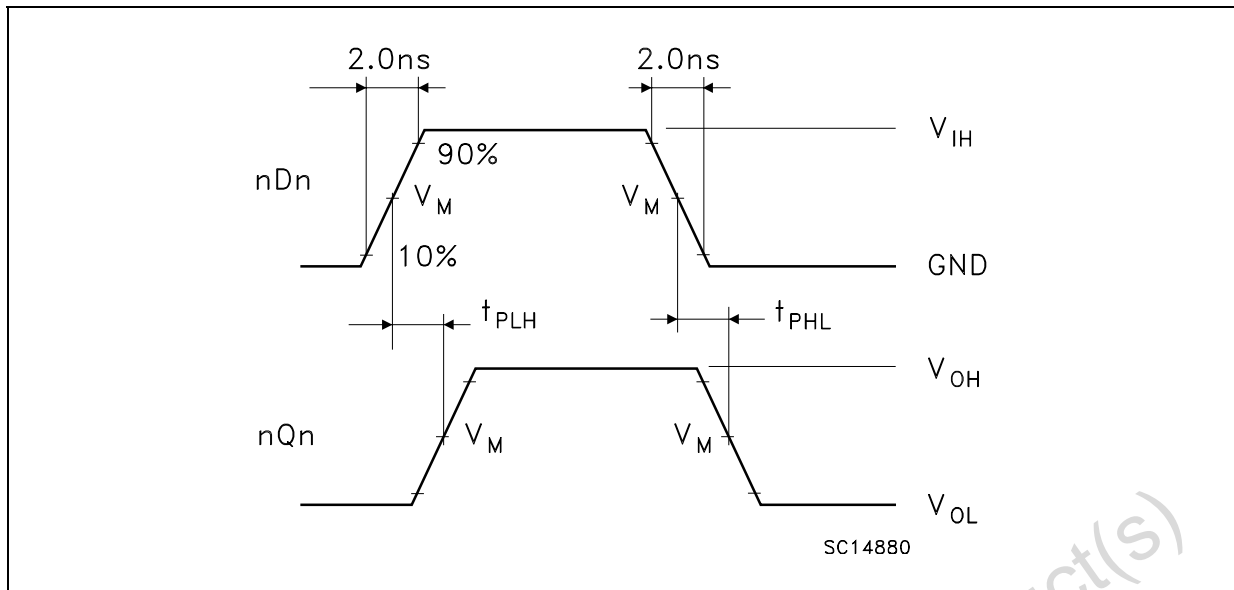 2.0ns 2.0ns
V_IH
90%
nDn V_M V_M
10%
GND
t_PLH t_PHL
V_OH
nQn V_M V_M
V_OL
SC14880
ct(s)